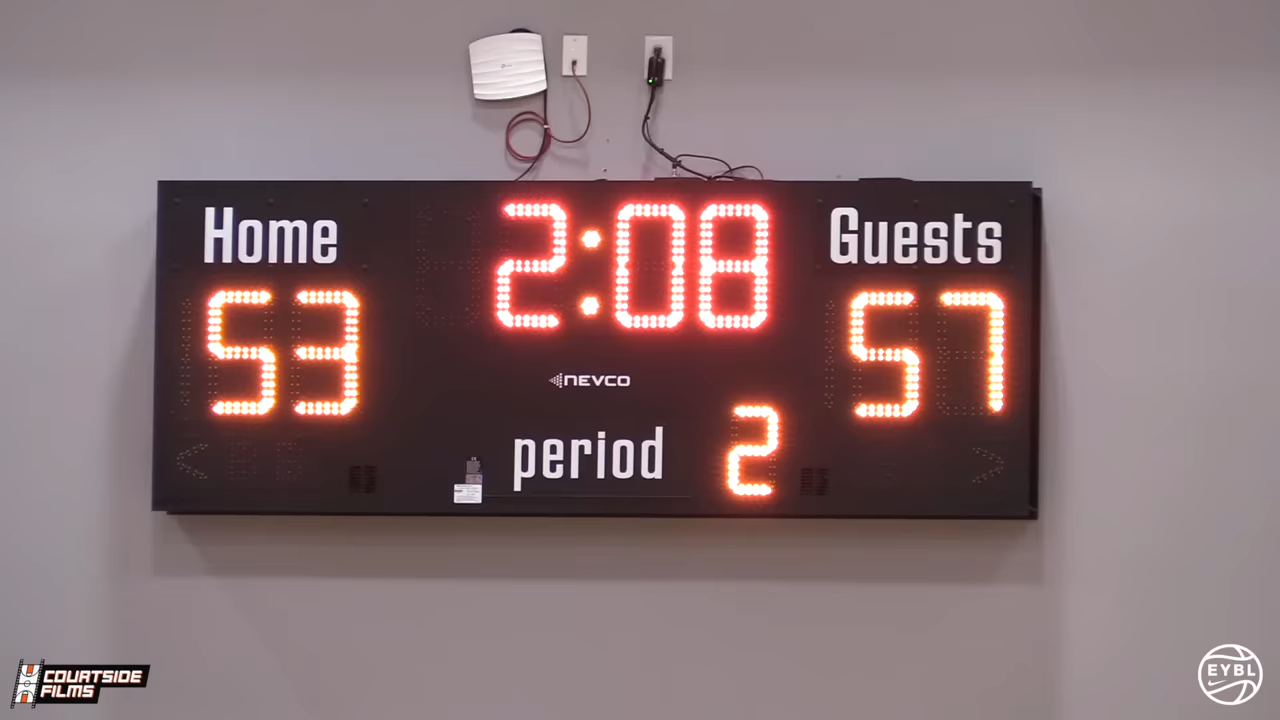 Home
2:08
Guests
53
57
NEVCO
period
2
COURTSIDE
FILMS
EYBL